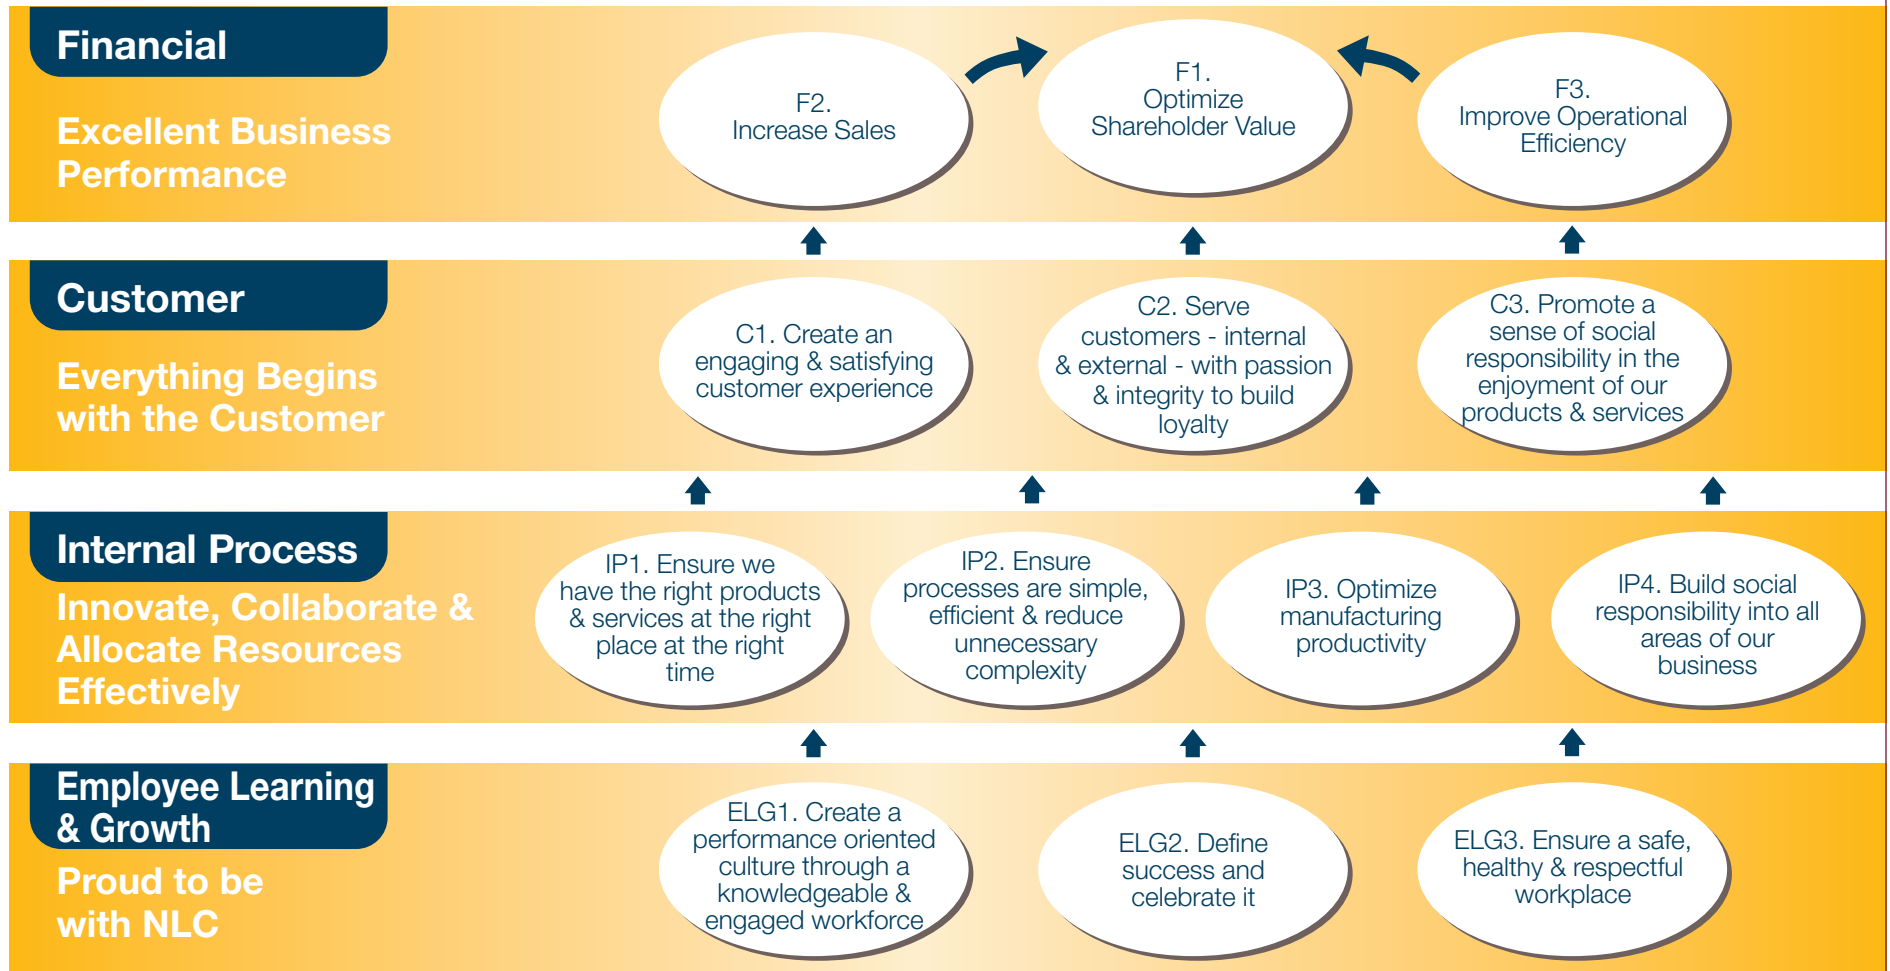 Financial
Excellent Business
Performance
F2.
Increase Sales
F1.
Optimize
Shareholder Value
F3.
Improve Operational
Efficiency
Customer
Everything Begins
with the Customer
C1. Create an
engaging & satisfying
customer experience
C2. Serve
customers - internal
& external - with passion
& integrity to build
loyalty
C3. Promote a
sense of social
responsibility in the
enjoyment of our
products & services
Internal Process
Innovate, Collaborate &
Allocate Resources
Effectively
IP1. Ensure we
have the right products
& services at the right
place at the right
time
IP2. Ensure
processes are simple,
efficient & reduce
unnecessary
complexity
IP3. Optimize
manufacturing
productivity
IP4. Build social
responsibility into all
areas of our
business
Employee Learning
& Growth
Proud to be
with NLC
ELG1. Create a
performance oriented
culture through a
knowledgeable &
engaged workforce
ELG2. Define
success and
celebrate it
ELG3. Ensure a safe,
healthy & respectful
workplace